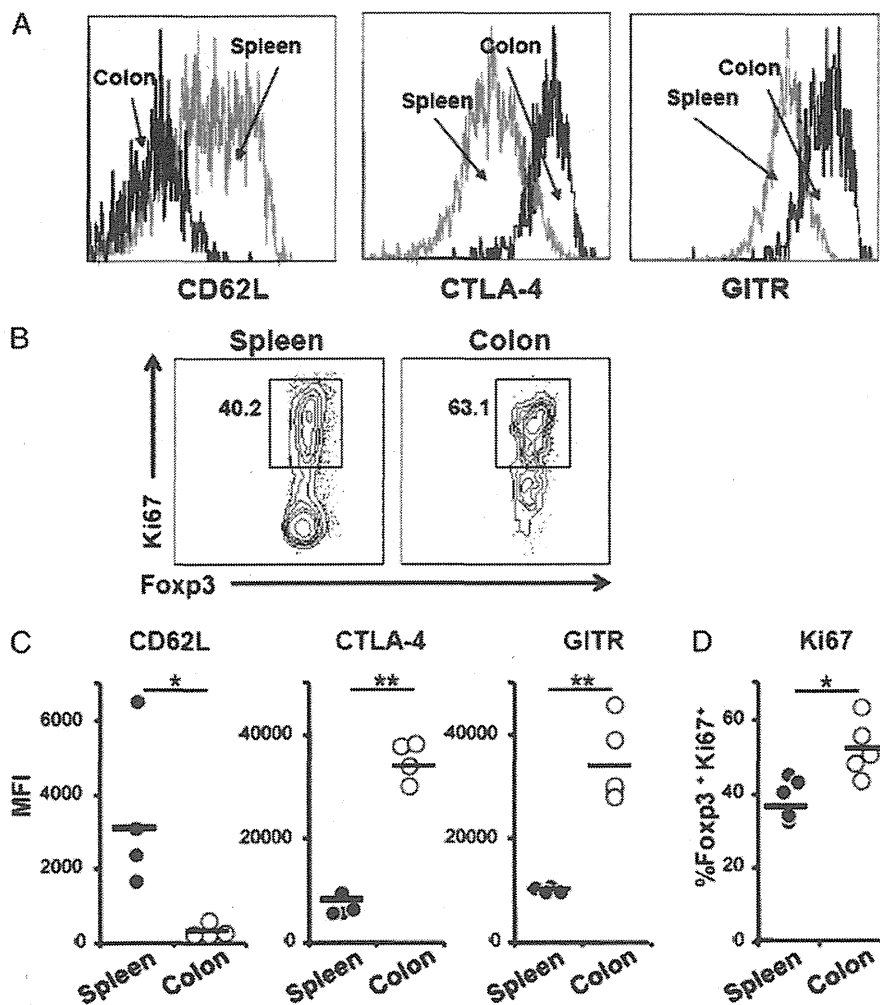 A
Colon
Spleen
CD62L
Spleen
Colon
CTLA-4
Spleen
Colon
GITR
B
Spleen
Colon
40.2
63.1
Ki67
Foxp3
C
CD62L
CTLA-4
GITR
D
Ki67
MFI
6000
4000
2000
0
*
Spleen
Colon
40000
20000
0
**
Spleen
Colon
40000
20000
0
**
Spleen
Colon
%Foxp3 + Ki67+
60
40
20
0
*
Spleen
Colon